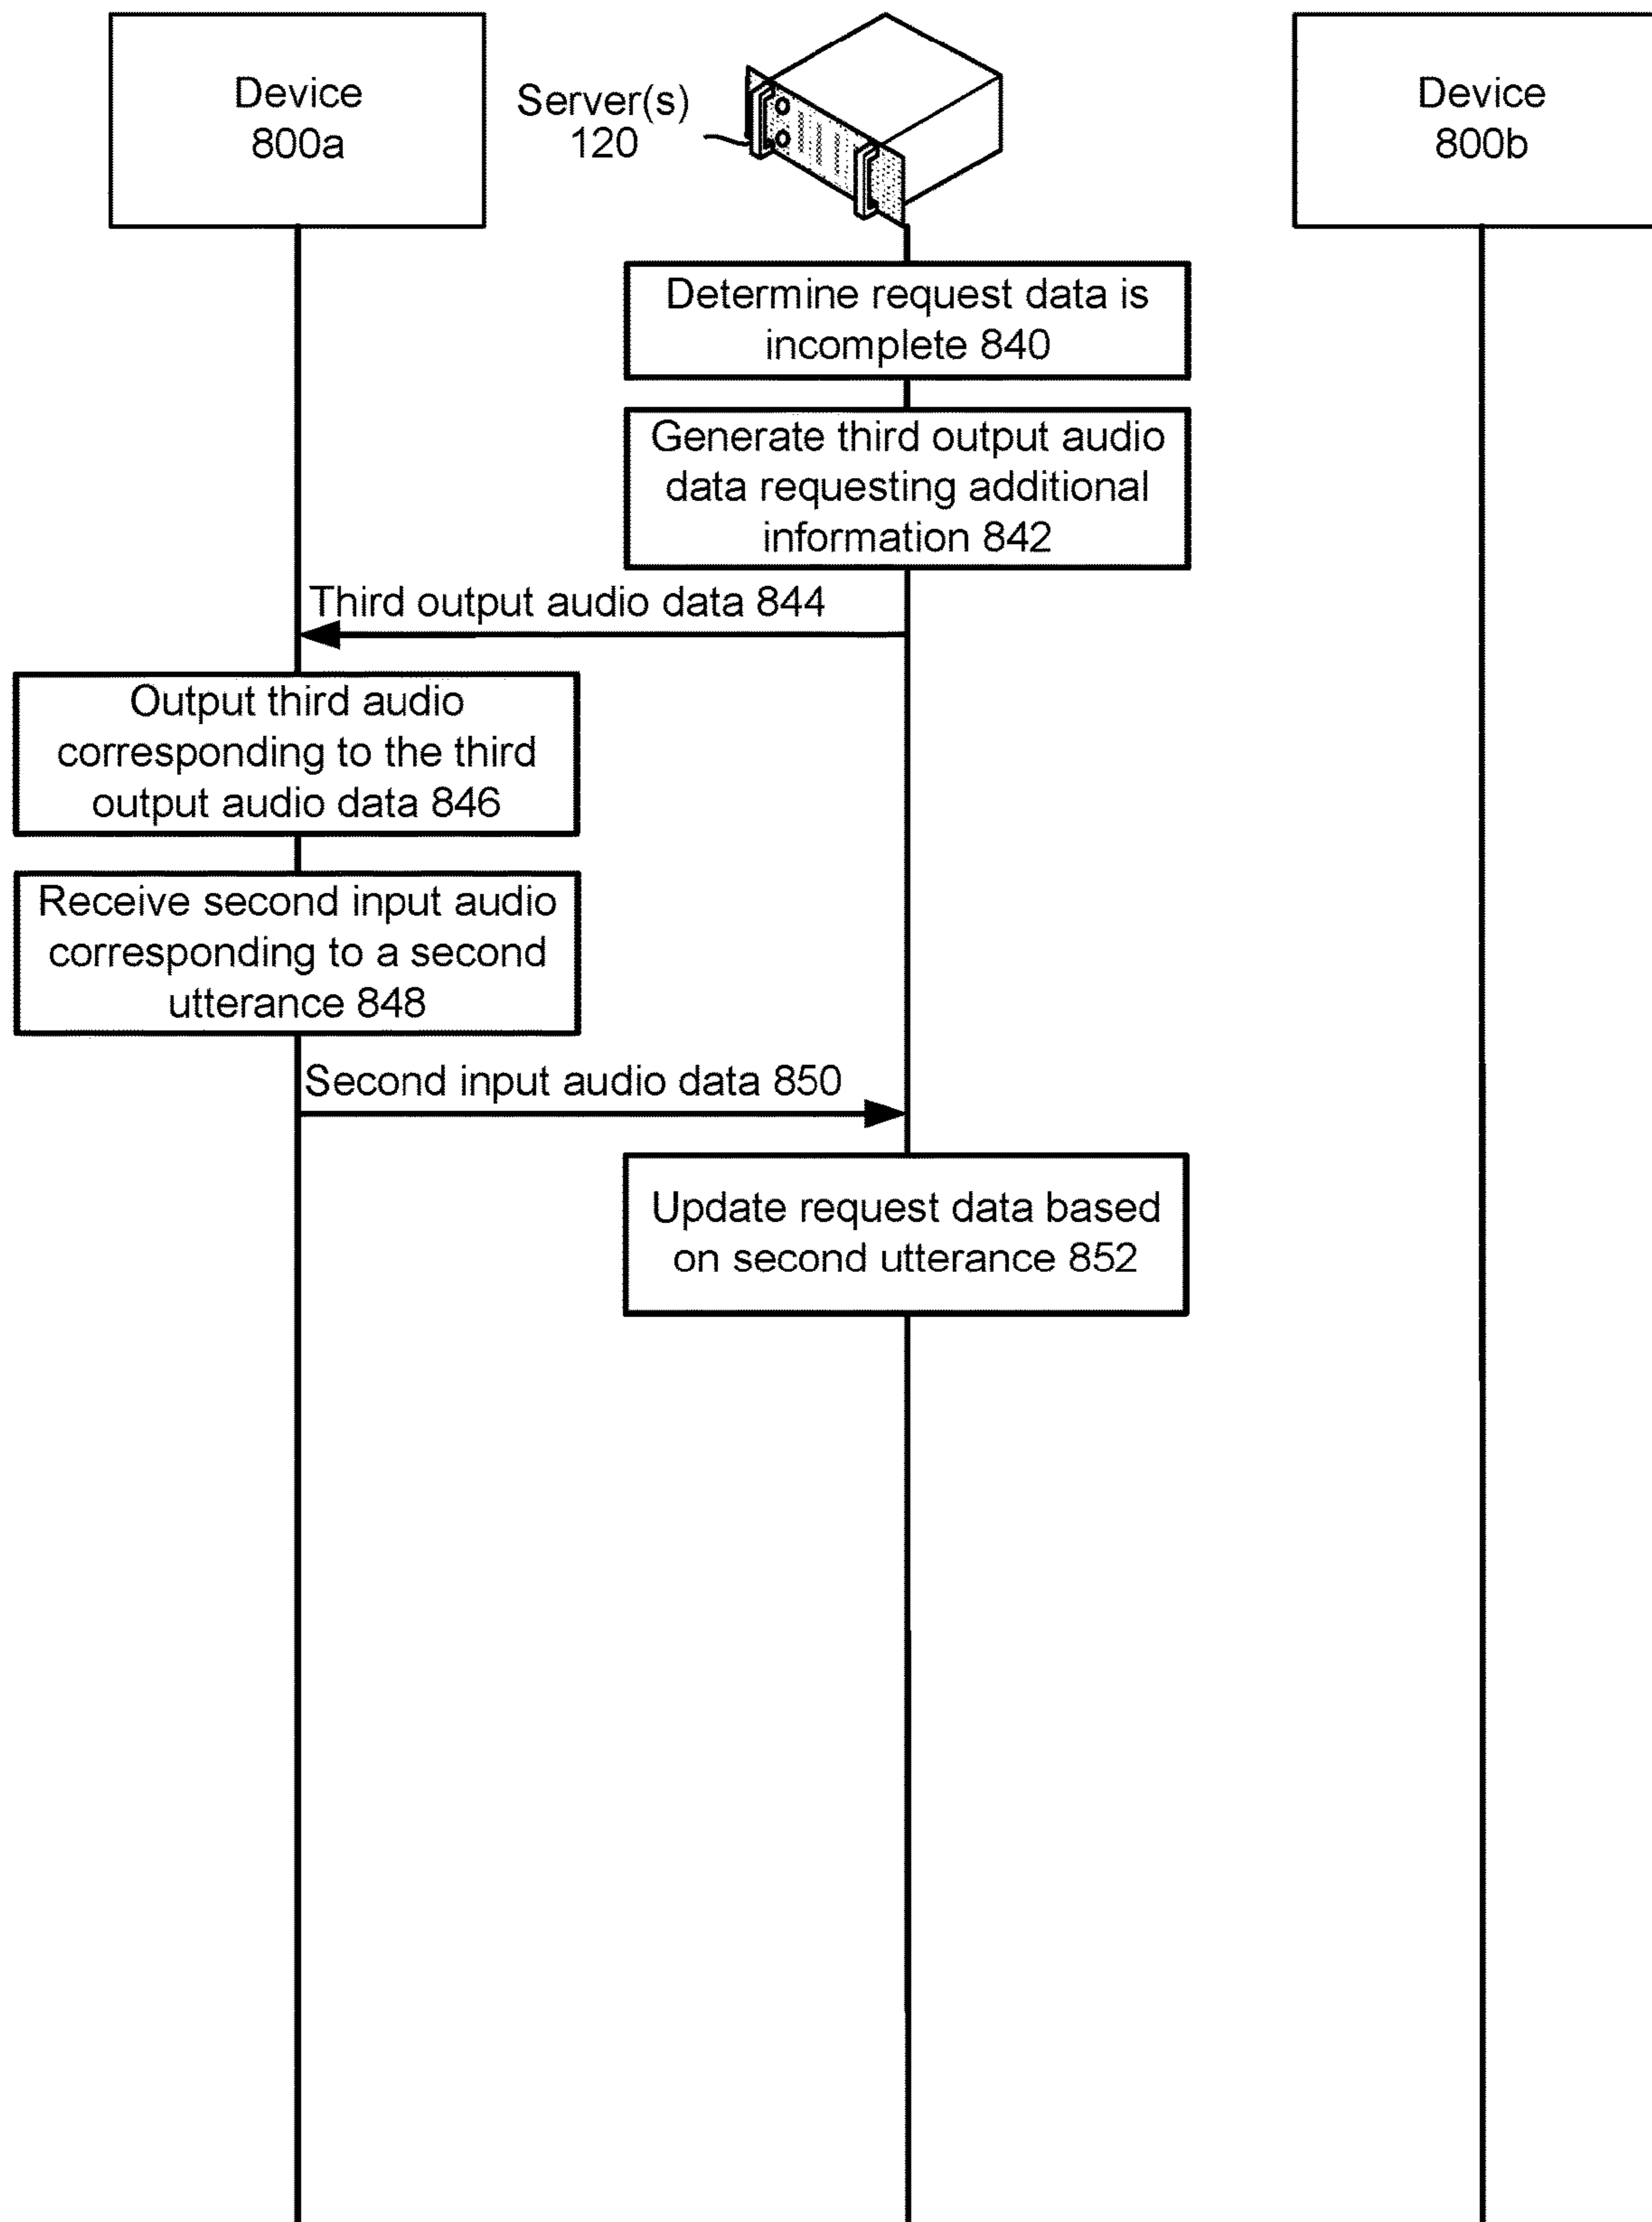 Device
800a
Server(s)
120
Device
800b
Determine request data is
incomplete 840
Generate third output audio
data requesting additional
information 842
Third output audio data 844
Output third audio
corresponding to the third
output audio data 846
Receive second input audio
corresponding to a second
utterance 848
Second input audio data 850
Update request data based
on second utterance 852